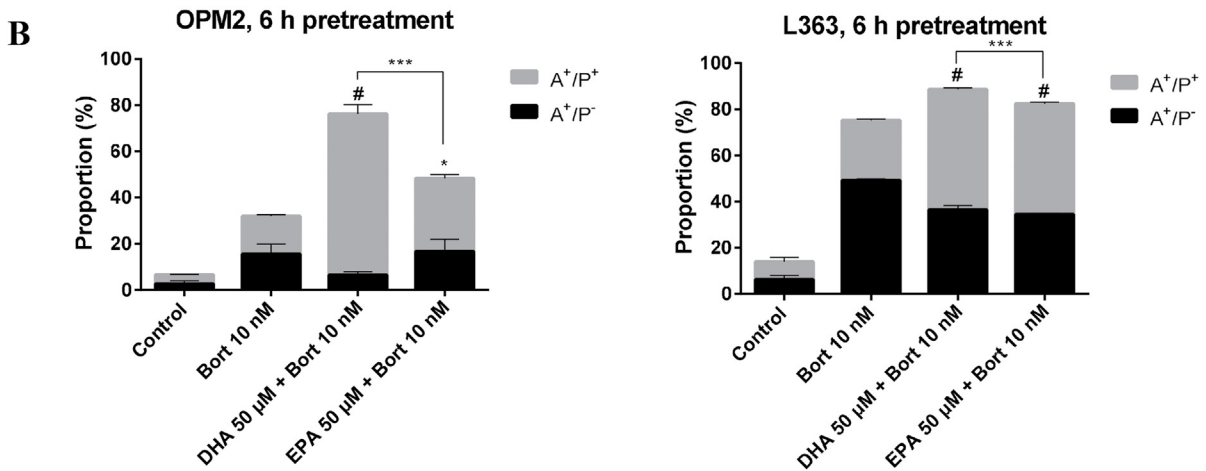 B
OPM2, 6 h pretreatment
Proportion (%)
100
80
60
40
20
0
***
#
*
A+/P+
A+/P-
Control
Bort 10 nM
DHA 50 µM + Bort 10 nM
EPA 50 µM + Bort 10 nM
L363, 6 h pretreatment
Proportion (%)
100
80
60
40
20
0
***
#
#
A+/P+
A+/P-
Control
Bort 10 nM
DHA 50 µM + Bort 10 nM
EPA 50 µM + Bort 10 nM